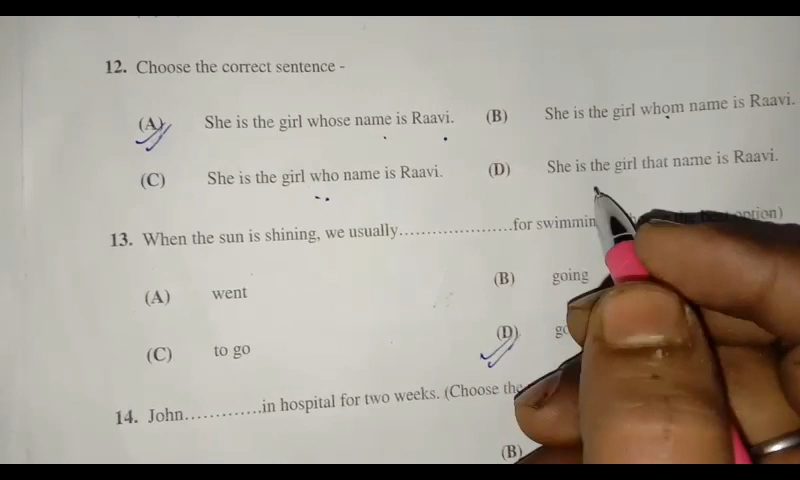 12. Choose the correct sentence -
(A) She is the girl whose name is Raavi. (B) She is the girl whom name is Raavi.
(C) She is the girl who name is Raavi. (D) She is the girl that name is Raavi.
13. When the sun is shining, we usually....................for swimmin option)
(A) went (B) going
(C) to go (D)
14. John.............in hospital for two weeks. (Choose the
(B)